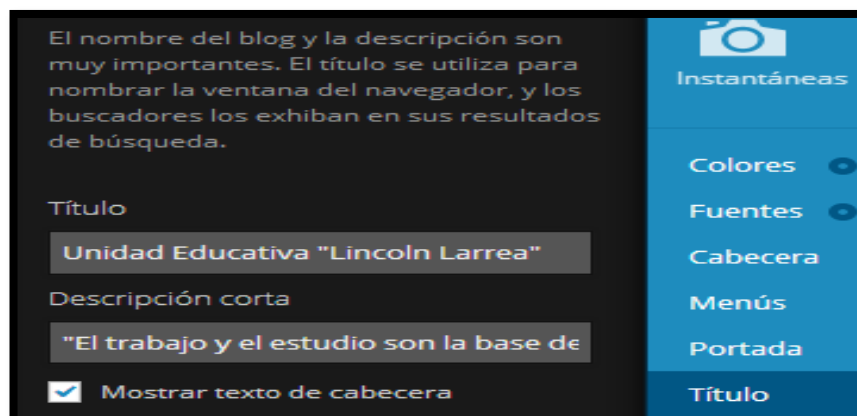 El nombre del blog y la descripción son
muy importantes. El título se utiliza para
nombrar la ventana del navegador, y los
buscadores los exhiban en sus resultados
de búsqueda.
Título
Unidad Educativa "Lincoln Larrea"
Descripción corta
"El trabajo y el estudio son la base de
Mostrar texto de cabecera
Instantáneas
Colores
Fuentes
Cabecera
Menús
Portada
Título